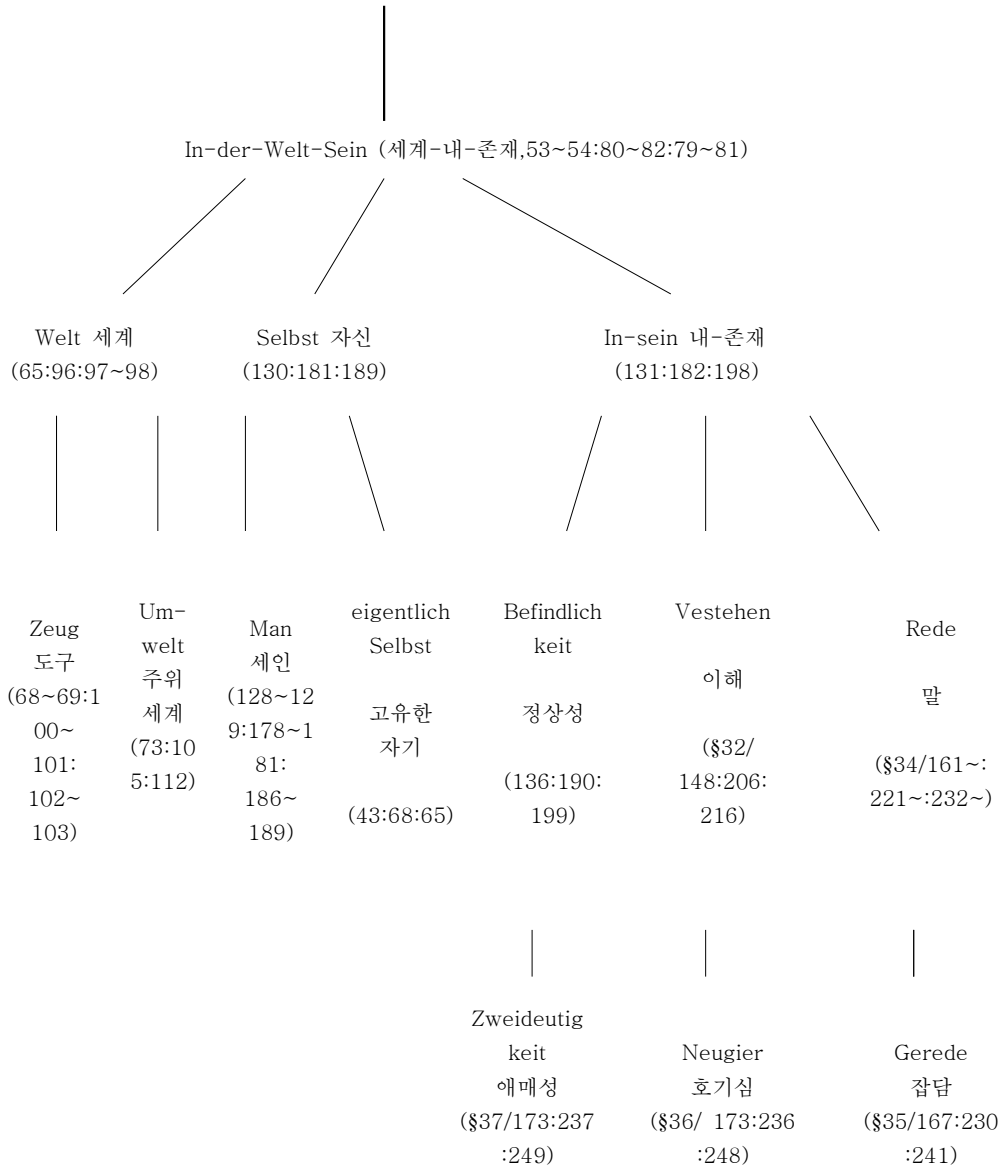 In-der-Welt-Sein (세계-내-존재,53~54:80~82:79~81)
Welt 세계
(65:96:97~98)
Selbst 자신
(130:181:189)
In-sein 내-존재
(131:182:198)
Zeug
도구
(68~69:1
00~
101:
102~
103)
Um-
welt
주위
세계
(73:10
5:112)
Man
세인
(128~12
9:178~1
81:
186~
189)
eigentlich
Selbst
고유한
자기
(43:68:65)
Befindlich
keit
정상성
(136:190:
199)
Vestehen
이해
(§32/
148:206:
216)
Rede
말
(§34/161~:
221~:232~)
Zweideutig
keit
애매성
(§37/173:237
:249)
Neugier
호기심
(§36/ 173:236
:248)
Gerede
잡담
(§35/167:230
:241)